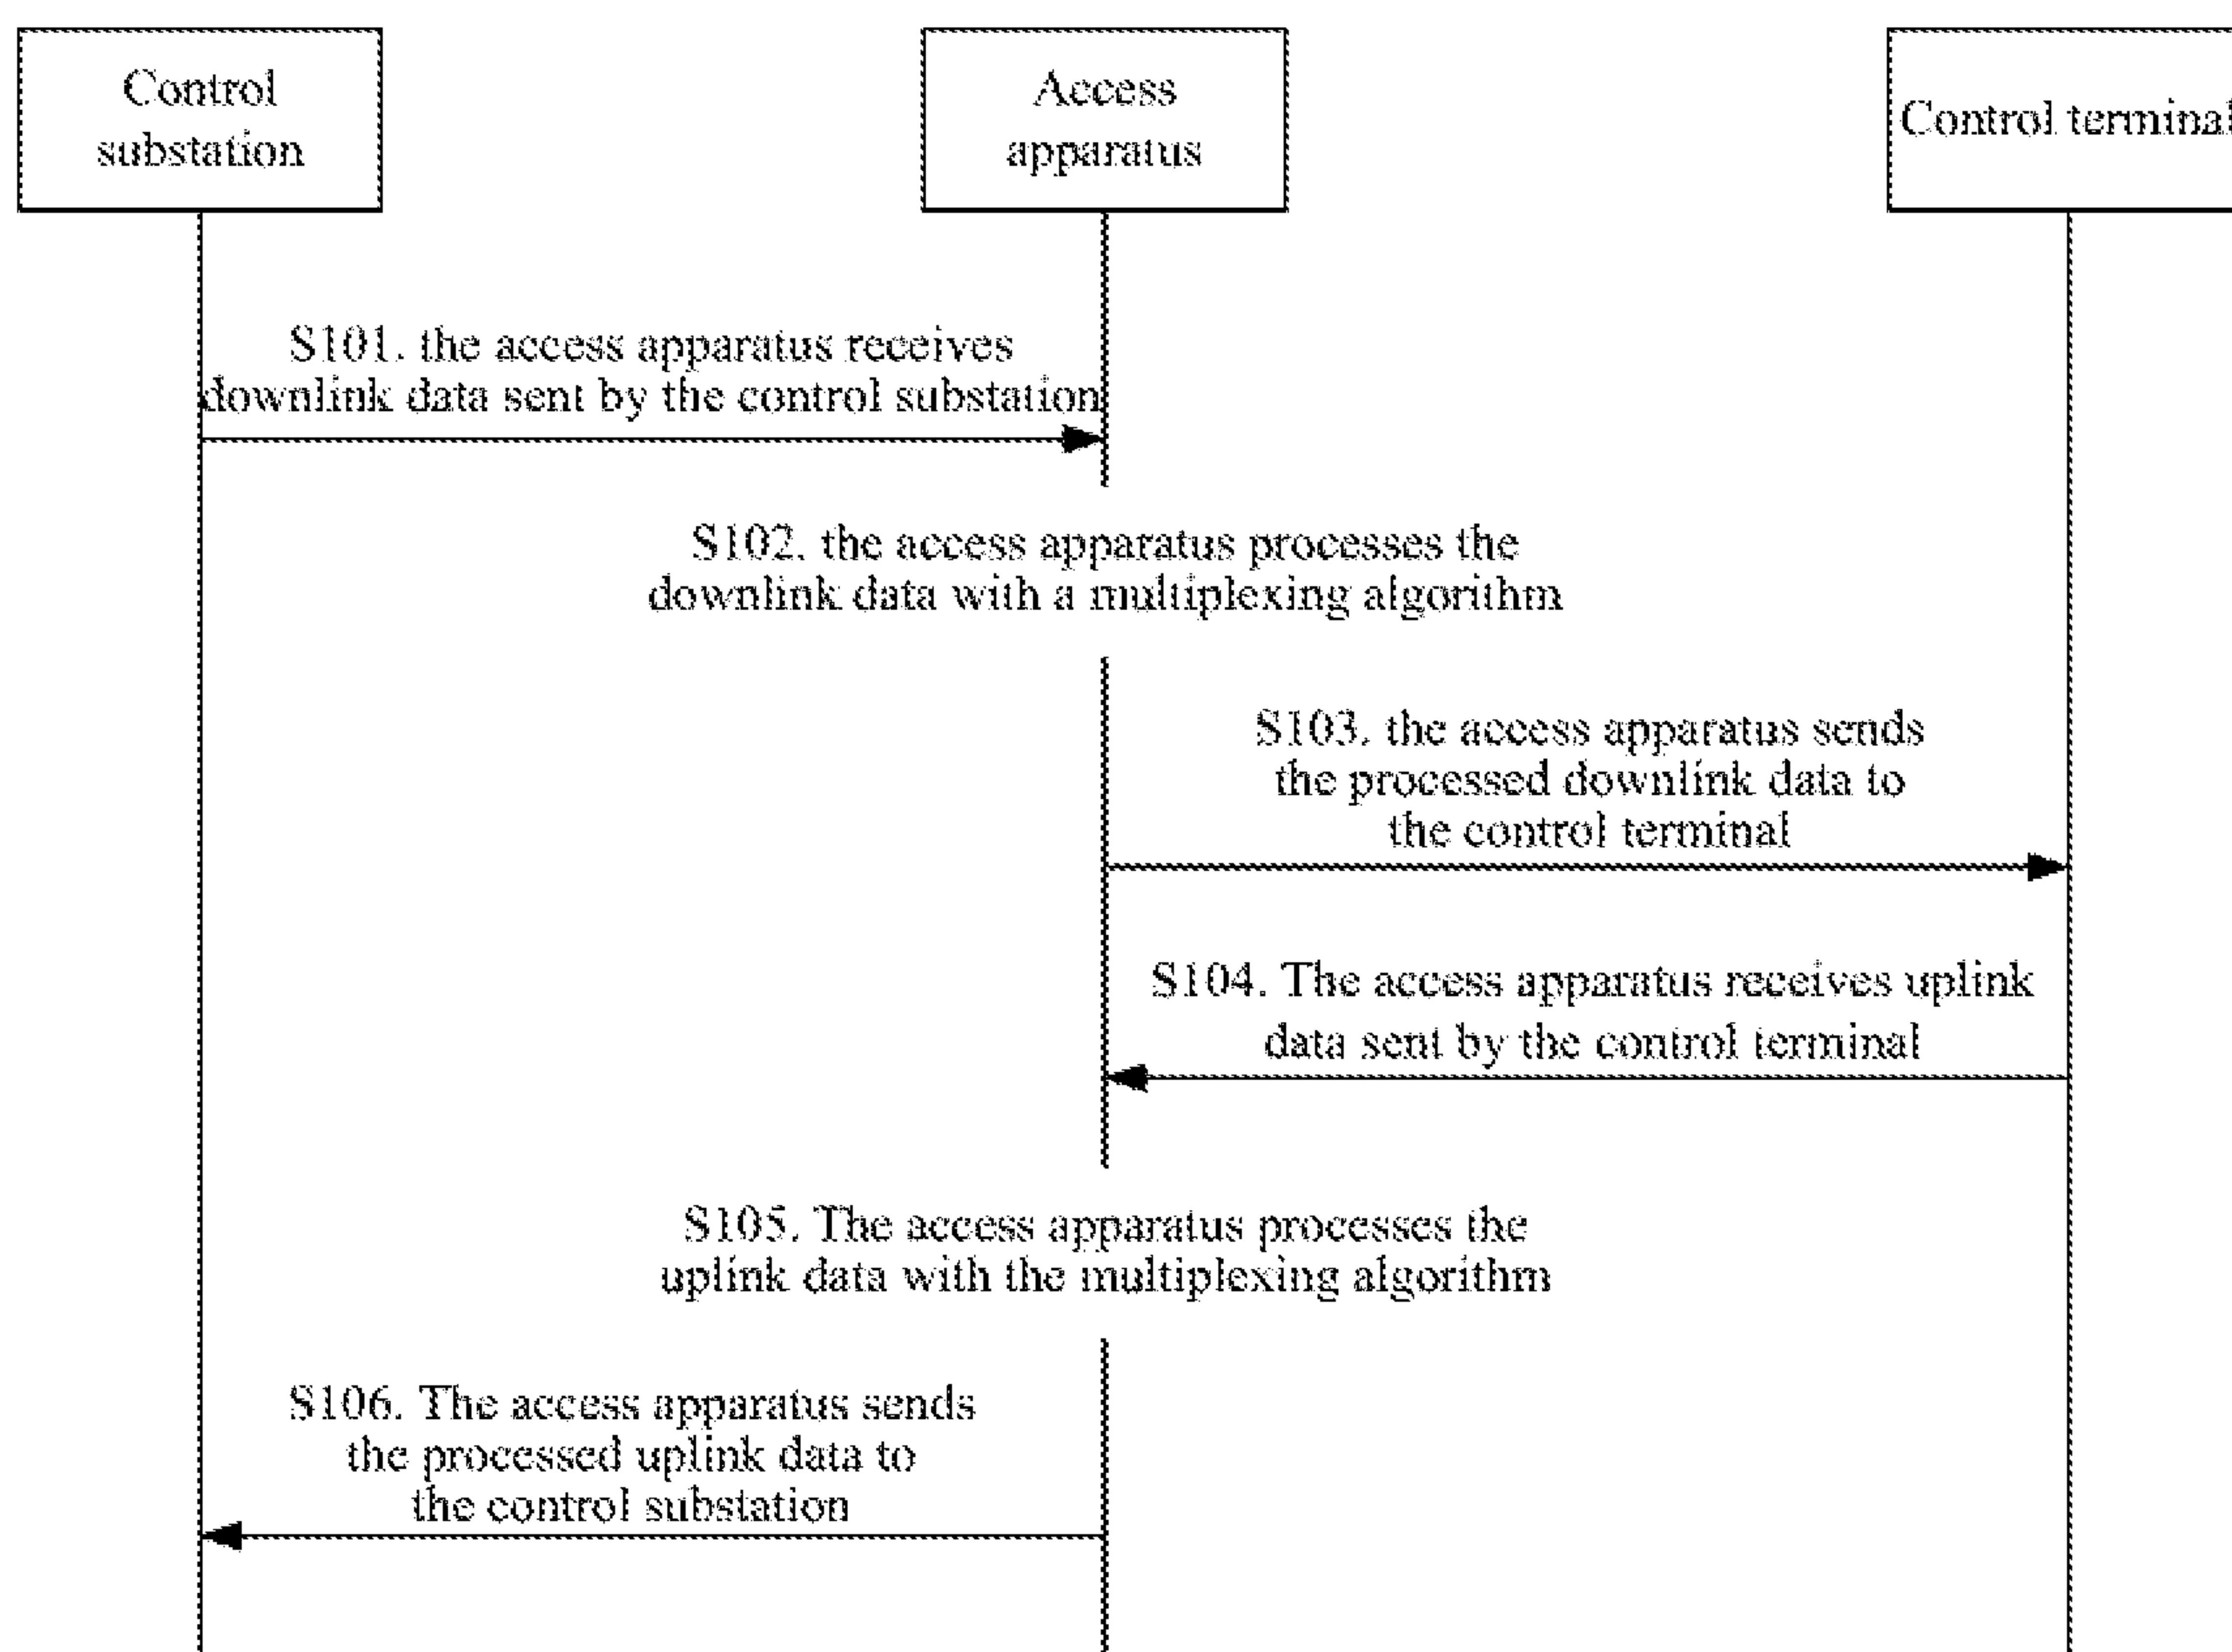 Control
substation
Access
apparatus
Control terminal
S101. the access apparatus receives
downlink data sent by the control substation
S102. the access apparatus processes the
downlink data with a multiplexing algorithm
S103. the access apparatus sends
the processed downlink data to
the control terminal
S104. The access apparatus receives uplink
data sent by the control terminal
S105. The access apparatus processes the
uplink data with the multiplexing algorithm
S106. The access apparatus sends
the processed uplink data to
the control substation